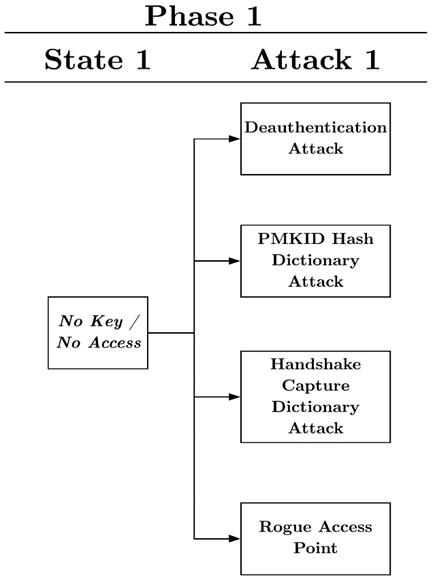 Phase 1
State 1
Attack 1
Deauthentication
Attack
PMKID Hash
Dictionary
Attack
No Key /
No Access
Handshake
Capture
Dictionary
Attack
Rogue Access
Point